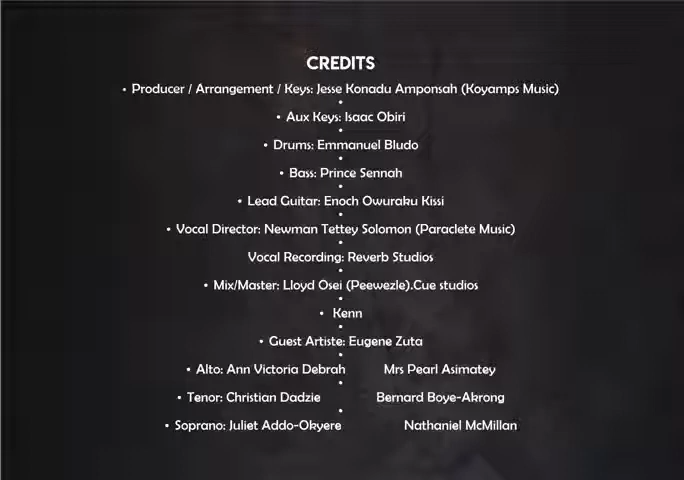 CREDITS
• Producer / Arrangement / Keys: Jesse Konadu Amponsah (Koyamps Music)
•
• Aux Keys: Isaac Obiri
•
• Drums: Emmanuel Bludo
•
• Bass: Prince Sennah
•
• Lead Guitar: Enoch Owuraku Kissi
•
• Vocal Director: Newman Tettey Solomon (Paraclete Music)
•
Vocal Recording: Reverb Studios
•
• Mix/Master: Lloyd Osei (Peewezle).Cue studios
•
• Kenn
•
• Guest Artiste: Eugene Zuta
•
• Alto: Ann Victoria Debrah Mrs Pearl Asimatey
•
• Tenor: Christian Dadzie Bernard Boye-Akrong
•
• Soprano: Juliet Addo-Okyere Nathaniel McMillan